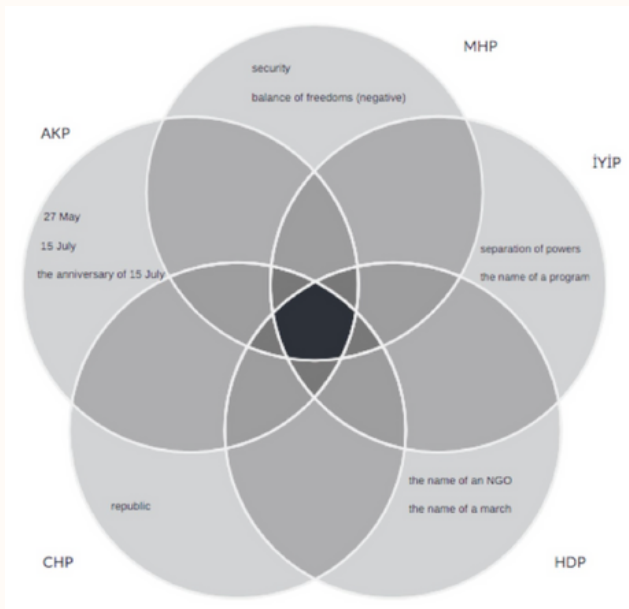 MHP
security
balance of freedoms (negative)
AKP
İYİP
27 May
15 July
the anniversary of 15 July
separation of powers
the name of a program
republic
the name of an NGO
the name of a march
CHP
HDP